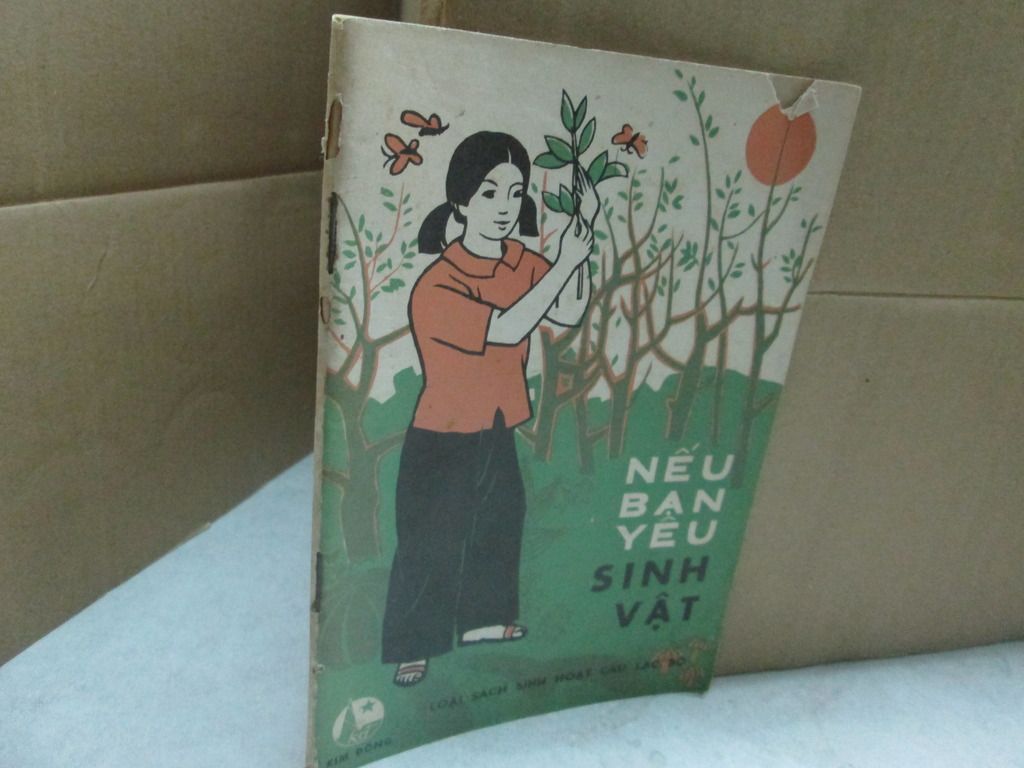 NẾU
BẠN
YÊU
SINH
VẬT
LOẠI SÁCH SINH HOẠT CÂU LẠC BỘ
KIM ĐỒNG